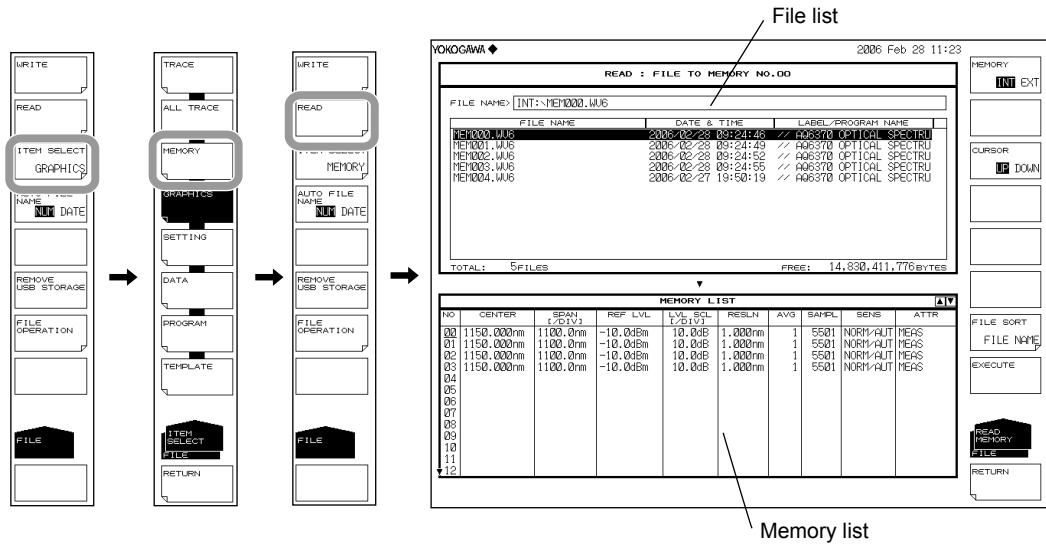 File list
WRITE
READ
ITEM SELECT
GRAPHICS
AUTO FILE
NAME
NUM DATE
REMOVE
USB STORAGE
FILE
OPERATION
FILE
TRACE
ALL TRACE
MEMORY
GRAPHICS
SETTING
DATA
PROGRAM
TEMPLATE
ITEM
SELECT
FILE
RETURN
WRITE
READ
ITEM SELECT
MEMORY
AUTO FILE
NAME
NUM DATE
REMOVE
USB STORAGE
FILE
OPERATION
FILE
YOKOGAWA 2006 Feb 28 11:23
READ : FILE TO MEMORY NO.00
FILE NAME> INT:\MEM000.WU6
FILE NAME DATE & TIME LABEL/PROGRAM NAME
MEM000.WU6 2006/02/28 09:24:46 // AQ6370 OPTICAL SPECTRU
MEM001.WU6 2006/02/28 09:24:49 // AQ6370 OPTICAL SPECTRU
MEM002.WU6 2006/02/28 09:24:52 // AQ6370 OPTICAL SPECTRU
MEM003.WU6 2006/02/28 09:24:55 // AQ6370 OPTICAL SPECTRU
MEM004.WU6 2006/02/27 19:50:19 // AQ6370 OPTICAL SPECTRU
TOTAL: 5FILES FREE: 14,830,411,776BYTES
MEMORY LIST
NO CENTER SPAN [/DIV] REF LVL LVL SCL [/DIV] RESLN AVG SAMPL SENS ATTR
00 1150.000nm 1100.0nm -10.0dBm 10.0dB 1.000nm 1 5501 NORM/AUT MEAS
01 1150.000nm 1100.0nm -10.0dBm 10.0dB 1.000nm 1 5501 NORM/AUT MEAS
02 1150.000nm 1100.0nm -10.0dBm 10.0dB 1.000nm 1 5501 NORM/AUT MEAS
03 1150.000nm 1100.0nm -10.0dBm 10.0dB 1.000nm 1 5501 NORM/AUT MEAS
04
05
06
07
08
09
10
11
12
MEMORY
INT EXT
CURSOR
UP DOWN
FILE SORT
FILE NAME
EXECUTE
READ
MEMORY
FILE
RETURN
Memory list